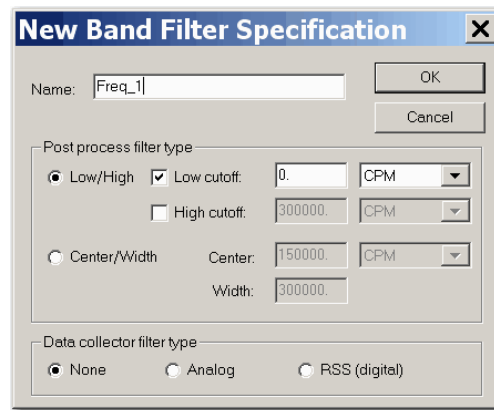 New Band Filter Specification
Name: Freq_1 OK
Cancel
Post process filter type
Low/High Low cutoff: 0. CPM
High cutoff: 300000. CPM
Center/Width Center: 150000. CPM
Width: 300000.
Data collector filter type
None Analog RSS (digital)